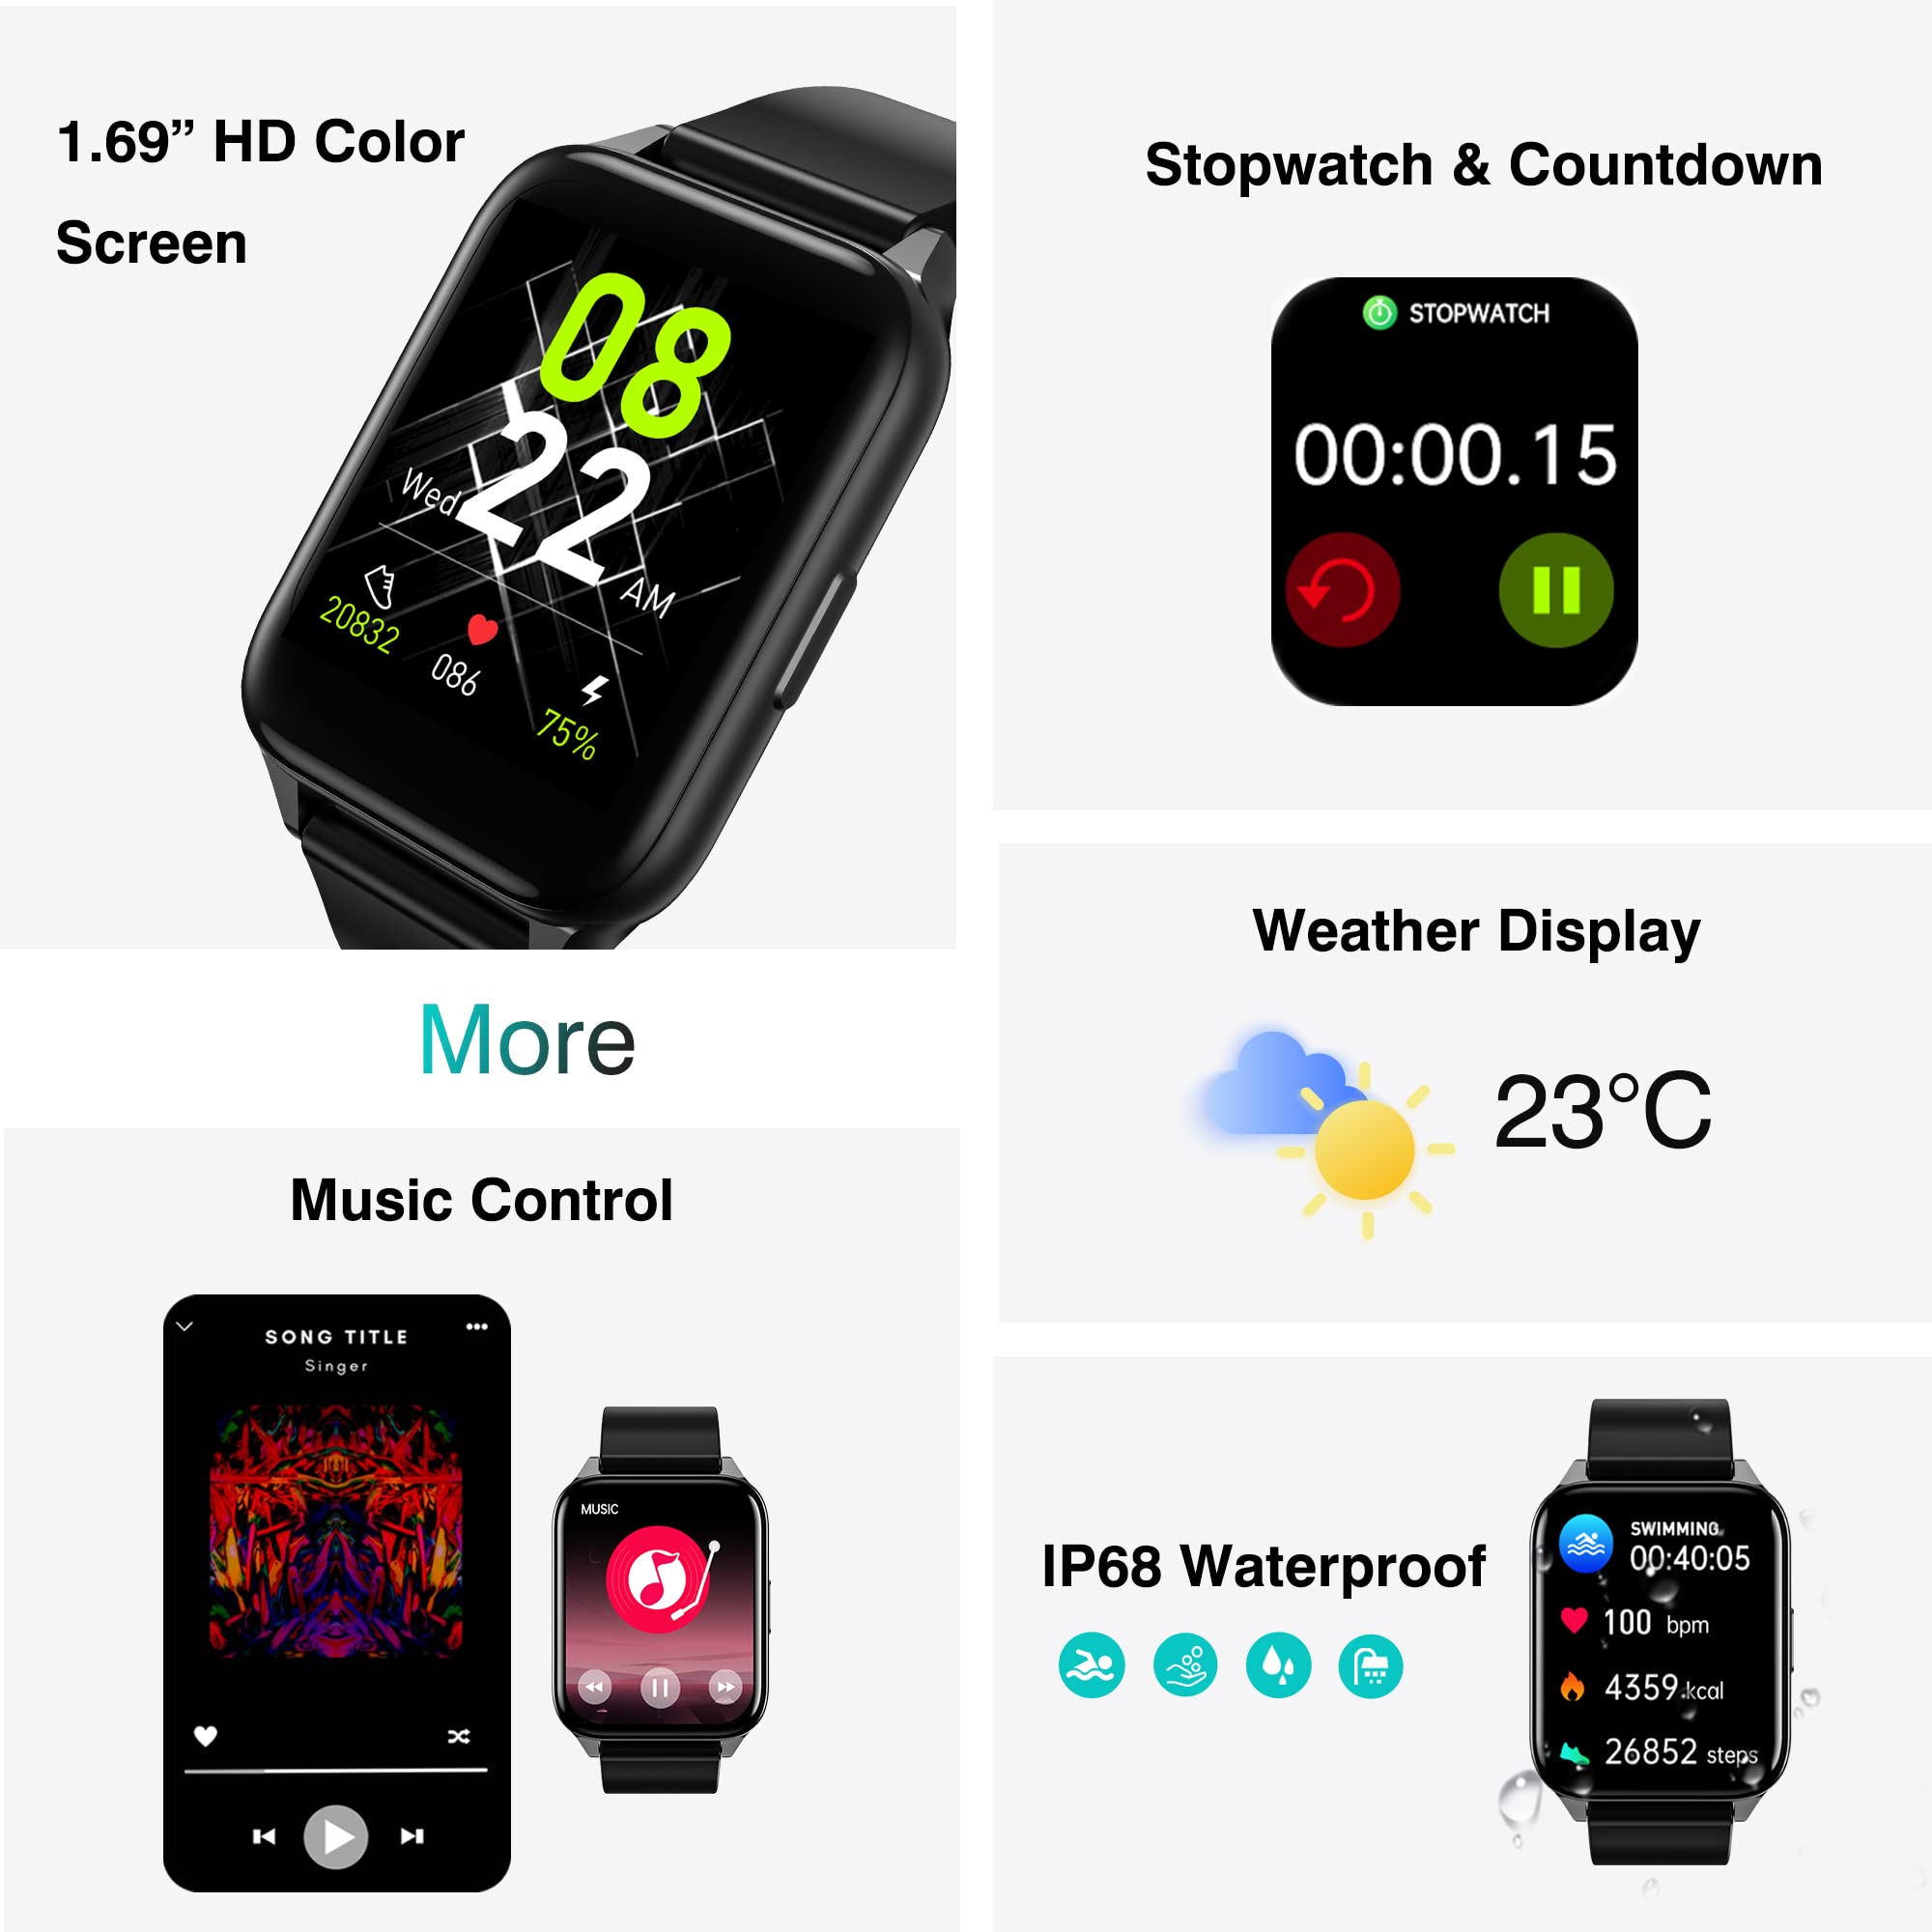 1.69” HD Color
Screen
08
22
Wed
AM
20832
086
75%
Stopwatch & Countdown
STOPWATCH
00:00.15
Weather Display
23°C
More
Music Control
SONG TITLE
Singer
MUSIC
IP68 Waterproof
SWIMMING
00:40:05
100 bpm
4359 kcal
26852 steps